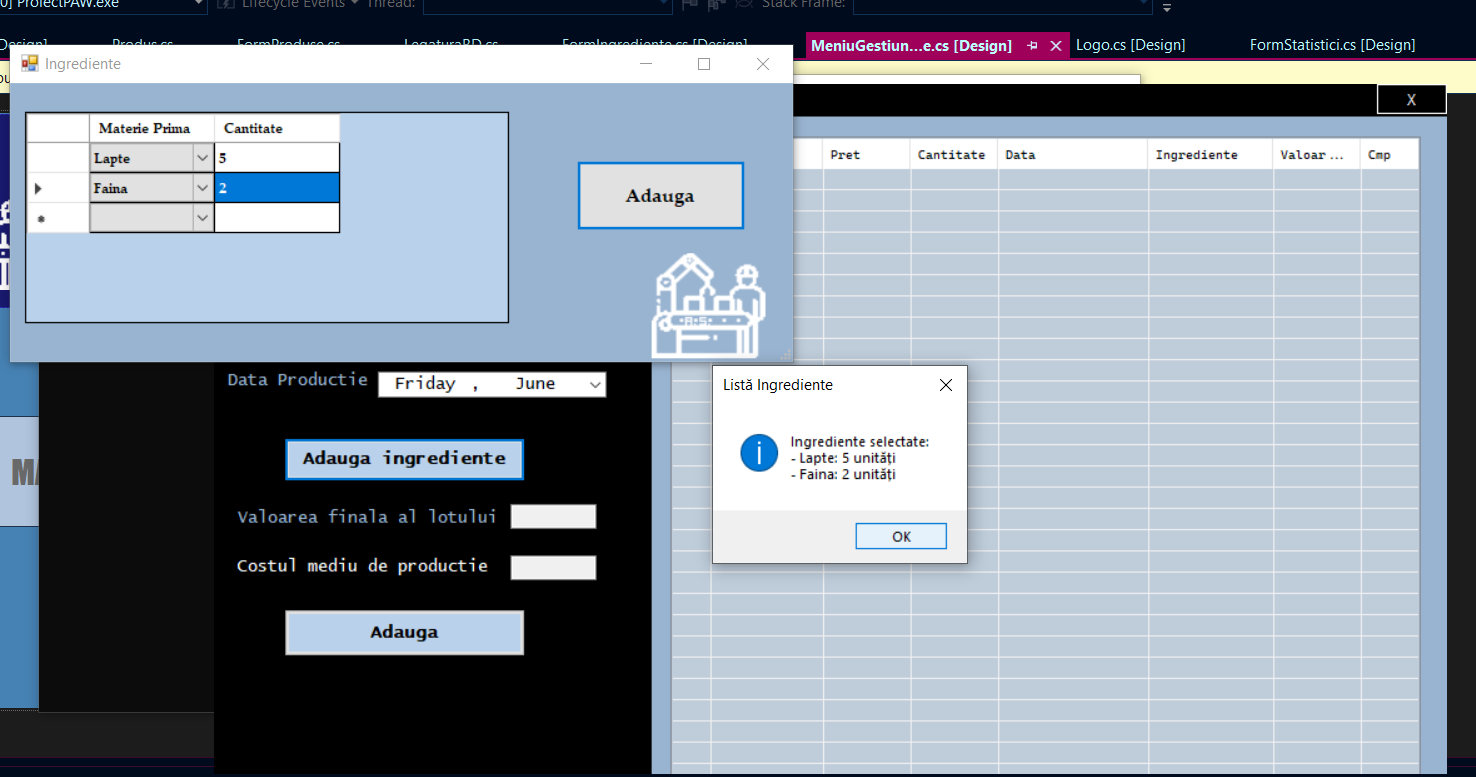 0] ProiectPAW.exe
Lifecycle Events
Thread:
Stack Frame:
Design]
Produs.cs
FormProduse.cs
LegaturaBD.cs
FormIngrediente.cs [Design]
MeniuGestiun...e.cs [Design]
Logo.cs [Design]
FormStatistici.cs [Design]
Ingrediente
X
Materie Prima
Cantitate
Lapte
5
Faina
2
*
Adauga
A:S:
Pret
Cantitate
Data
Ingrediente
Valoar ...
Cmp
Data Productie
Friday , June
Adauga ingrediente
Valoarea finala al lotului
Costul mediu de productie
Adauga
MA
Listă Ingrediente
Ingrediente selectate:
- Lapte: 5 unități
- Faina: 2 unități
OK